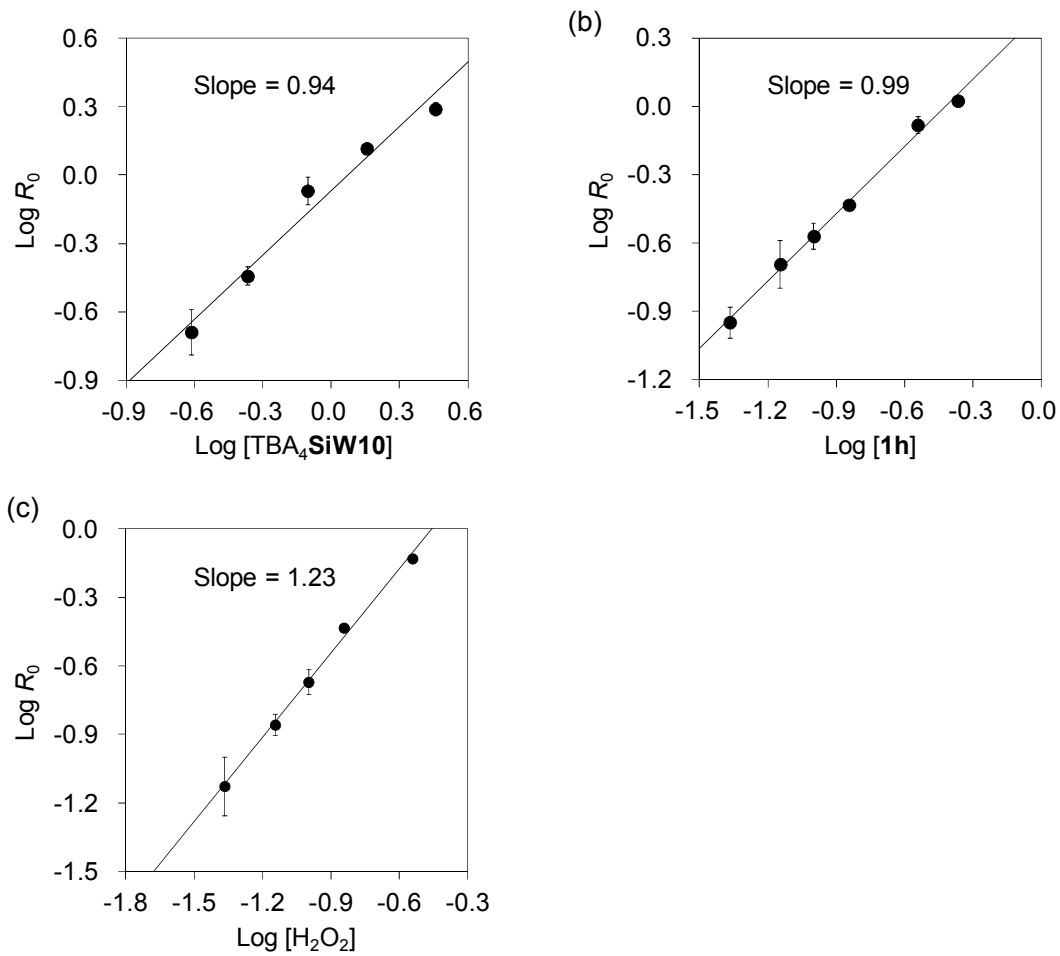 0.6
0.3
0.0
-0.3
-0.6
-0.9
Log R0
Slope = 0.94
-0.9 -0.6 -0.3 0.0 0.3 0.6
Log [TBA4SiW10]
(b)
0.3
0.0
-0.3
-0.6
-0.9
-1.2
Log R0
Slope = 0.99
-1.5 -1.2 -0.9 -0.6 -0.3 0.0
Log [1h]
(c)
0.0
-0.3
-0.6
-0.9
-1.2
-1.5
Log R0
Slope = 1.23
-1.8 -1.5 -1.2 -0.9 -0.6 -0.3
Log [H2O2]